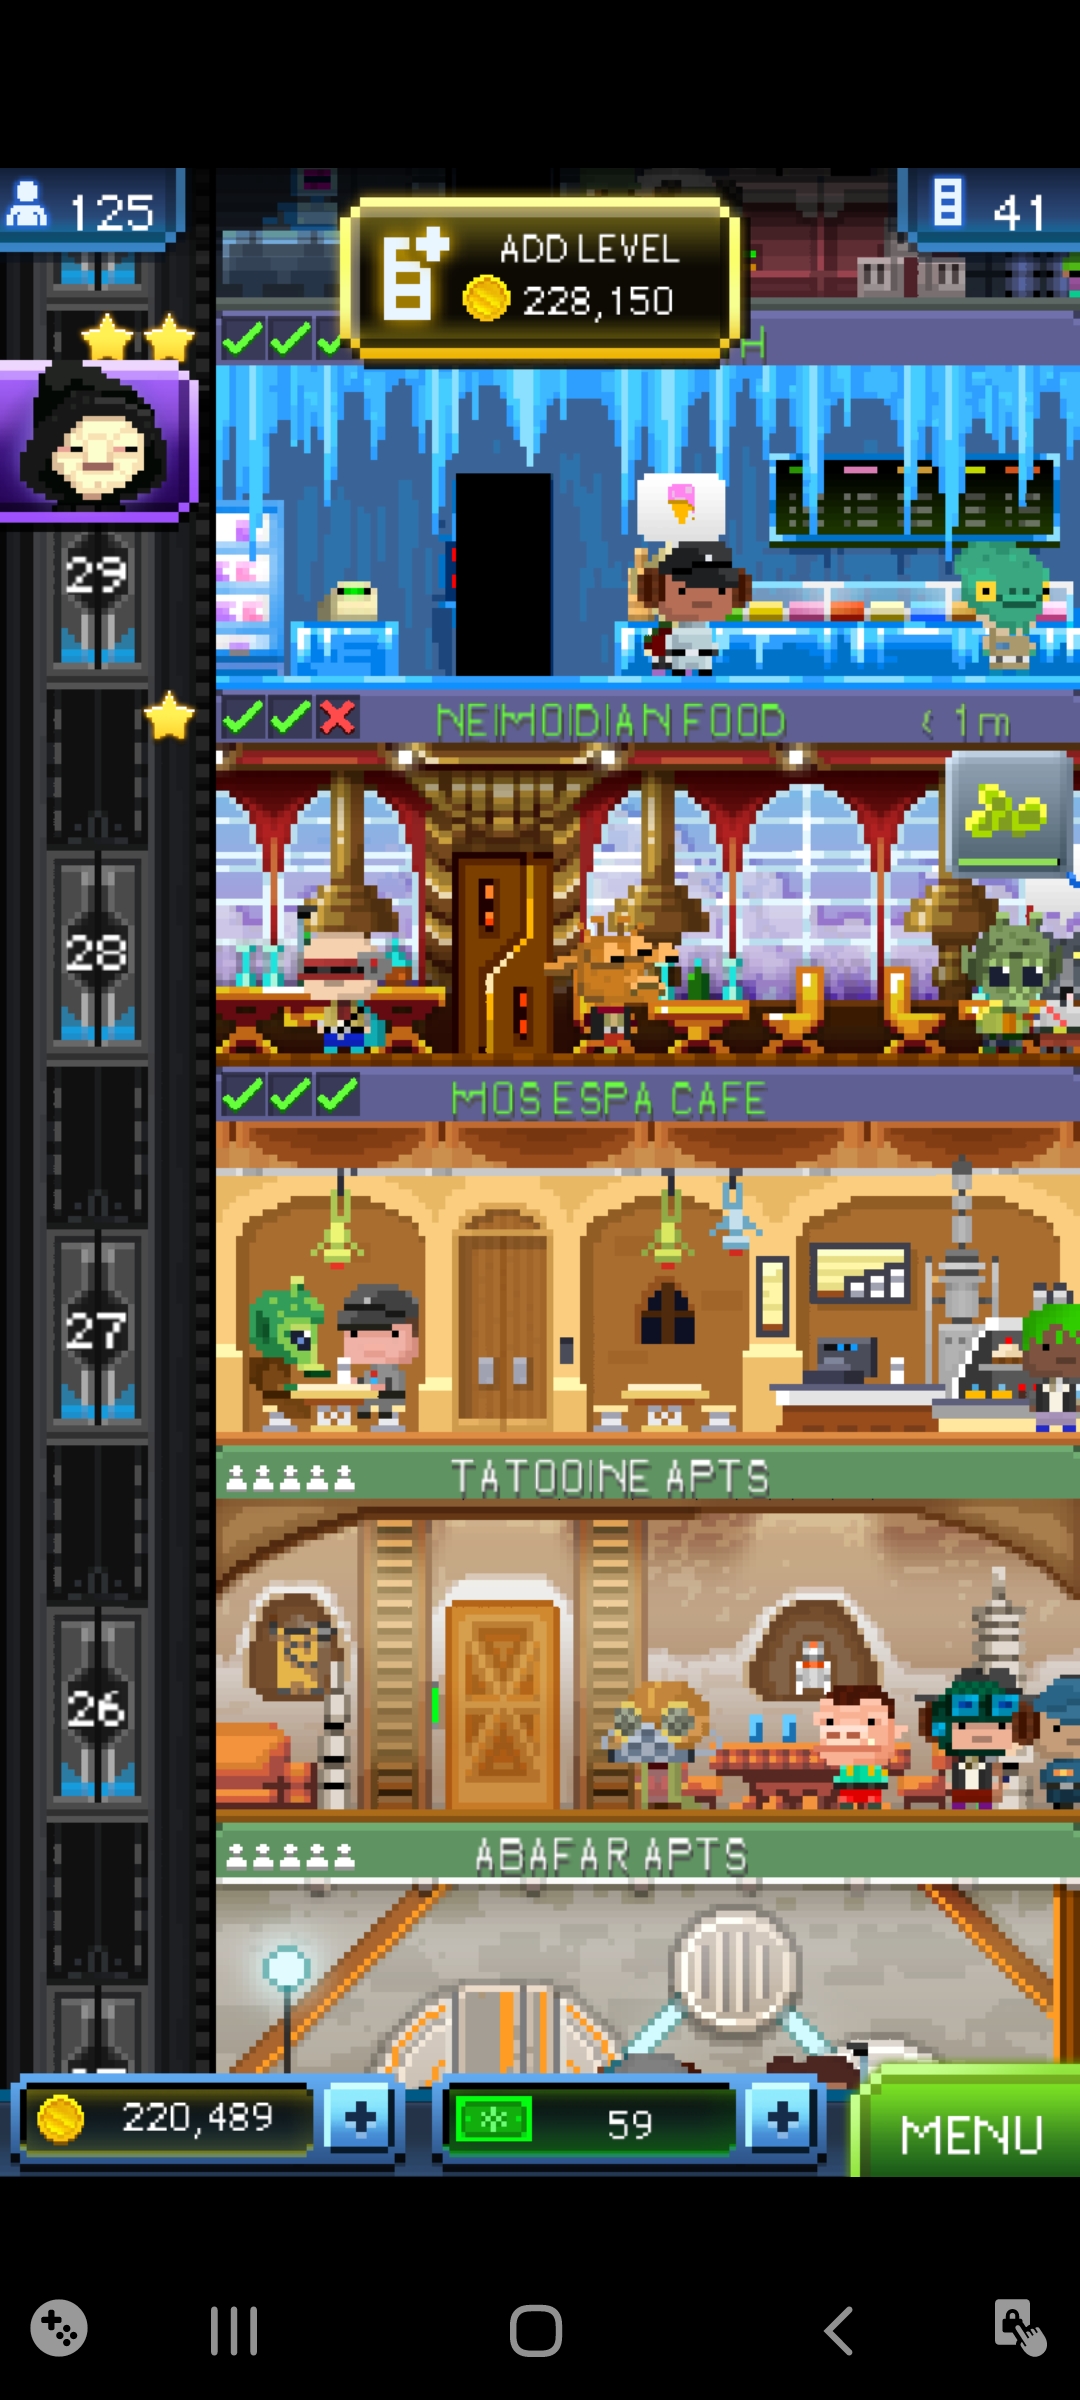 125
ADD LEVEL
228,150
41
H
29
NEIMOIDIAN FOOD
< 1m
28
MOS ESPA CAFE
27
TATOOINE APTS
26
ABAFAR APTS
220,489
59
MENU